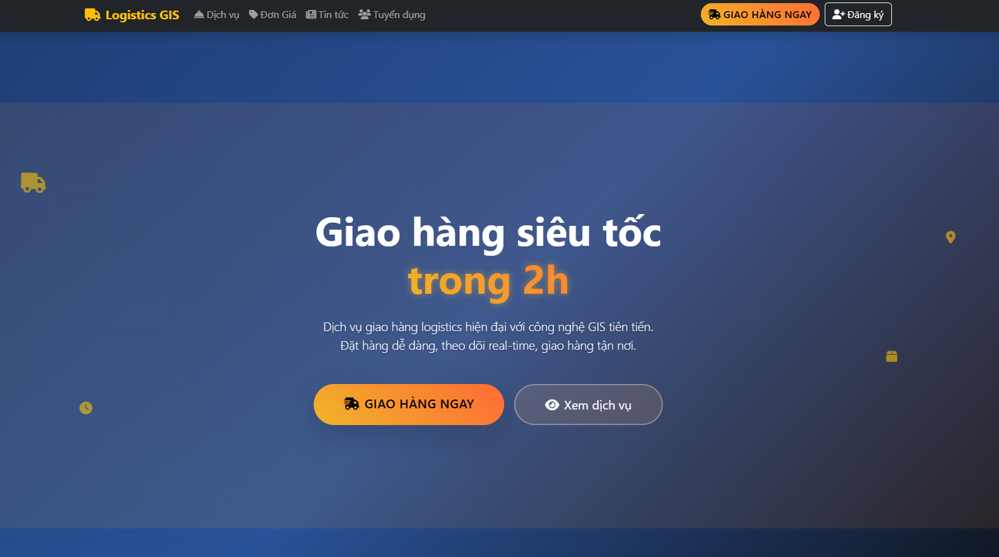 Logistics GIS Dịch vụ Đơn Giá Tin tức Tuyển dụng GIAO HÀNG NGAY Đăng ký
Giao hàng siêu tốc
trong 2h
Dịch vụ giao hàng logistics hiện đại với công nghệ GIS tiên tiến.
Đặt hàng dễ dàng, theo dõi real-time, giao hàng tận nơi.
GIAO HÀNG NGAY Xem dịch vụ